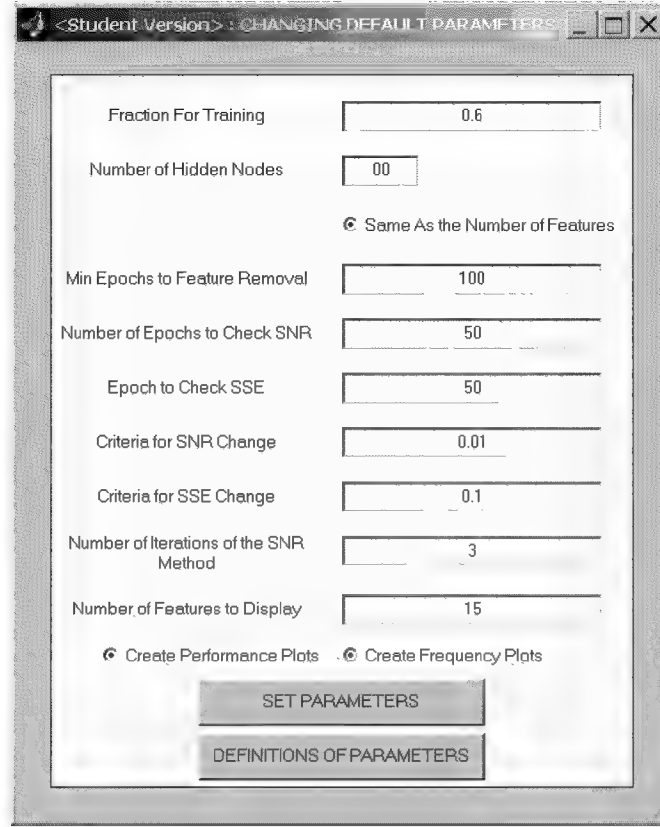 <Student Version> : CHANGING DEFAULT PARAMETERS
Fraction For Training 0.6
Number of Hidden Nodes 00
Same As the Number of Features
Min Epochs to Feature Removal 100
Number of Epochs to Check SNR 50
Epoch to Check SSE 50
Criteria for SNR Change 0.01
Criteria for SSE Change 0.1
Number of Iterations of the SNR
Method 3
Number of Features to Display 15
Create Performance Plots Create Frequency Plots
SET PARAMETERS
DEFINITIONS OF PARAMETERS